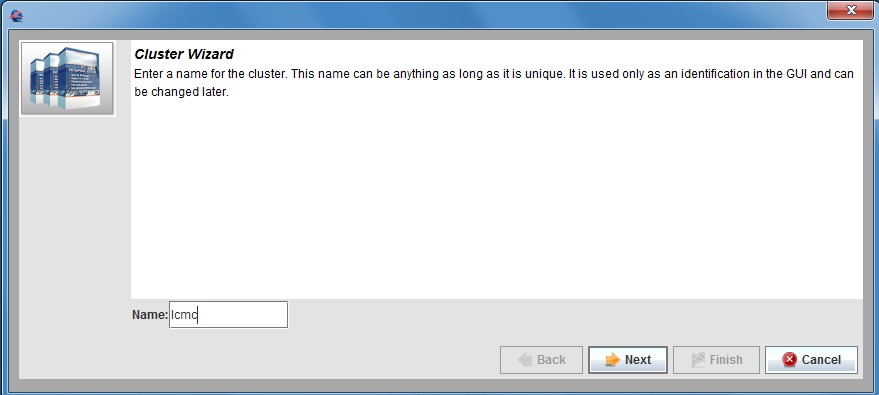 Cluster Wizard
Enter a name for the cluster. This name can be anything as long as it is unique. It is used only as an identification in the GUI and can
be changed later.
Name: lcmc
Back Next Finish Cancel